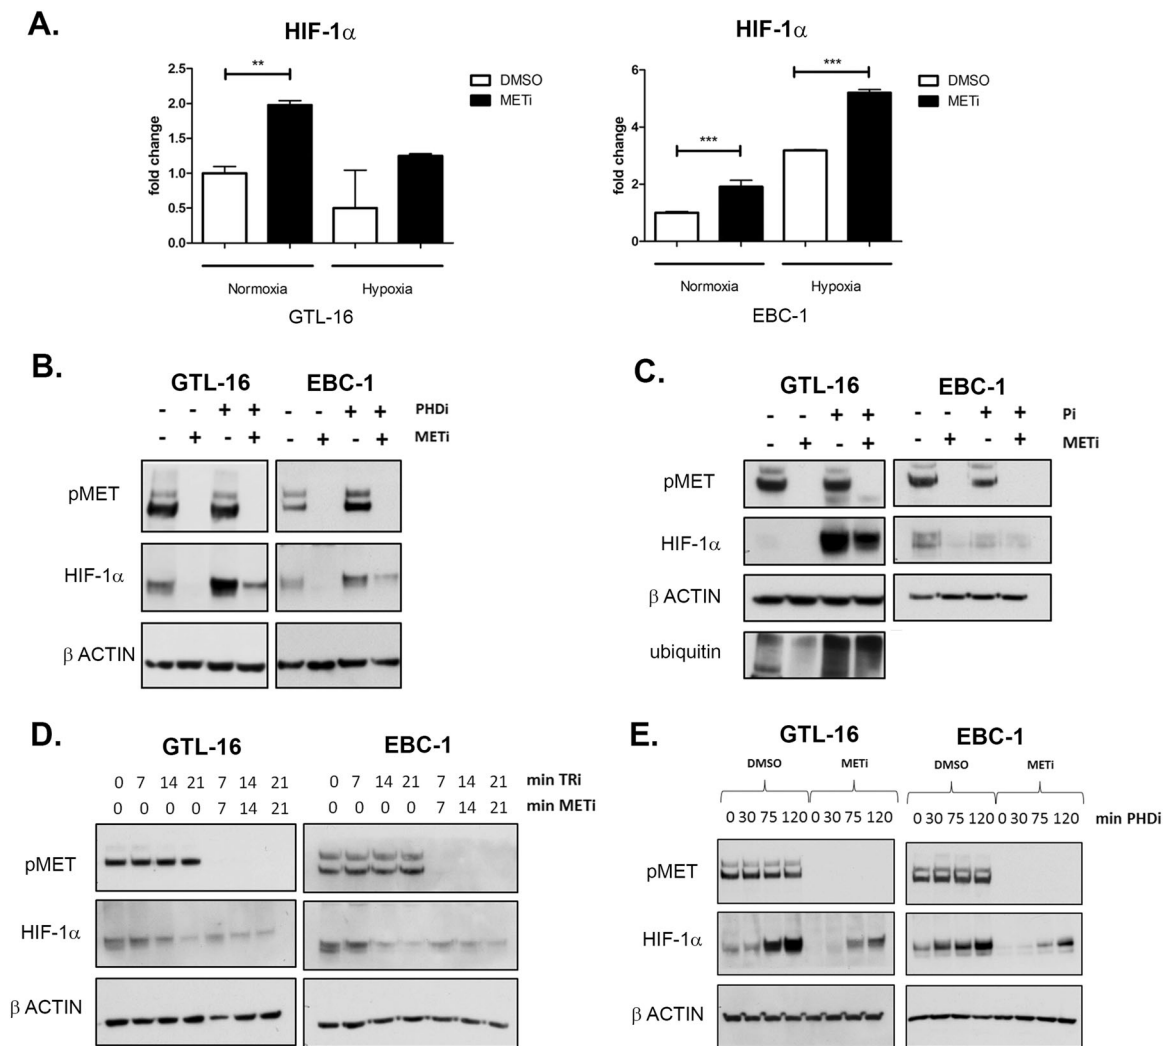 A.
HIF-1α
2.5
2.0
1.5
1.0
0.5
0.0
fold change
**
DMSO
METi
Normoxia
Hypoxia
GTL-16
HIF-1α
6
4
2
0
fold change
***
***
DMSO
METi
Normoxia
Hypoxia
EBC-1
B.
GTL-16 EBC-1
- - + + - - + + PHDi
- + - + - + - + METi
pMET
HIF-1α
β ACTIN
C.
GTL-16 EBC-1
- - + + - - + + Pi
- + - + - + - + METi
pMET
HIF-1α
β ACTIN
ubiquitin
D.
GTL-16 EBC-1
0 7 14 21 7 14 21 0 7 14 21 7 14 21 min TRi
0 0 0 0 7 14 21 0 0 0 0 7 14 21 min METi
pMET
HIF-1α
β ACTIN
E.
GTL-16 EBC-1
DMSO METi DMSO METi
0 30 75 120 0 30 75 120 0 30 75 120 0 30 75 120 min PHDi
pMET
HIF-1α
β ACTIN